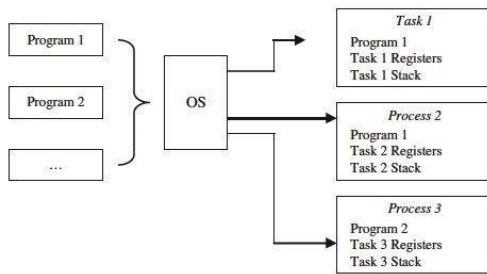 Program 1
Program 2
...
OS
Task 1
Program 1
Task 1 Registers
Task 1 Stack
Process 2
Program 1
Task 2 Registers
Task 2 Stack
Process 3
Program 2
Task 3 Registers
Task 3 Stack